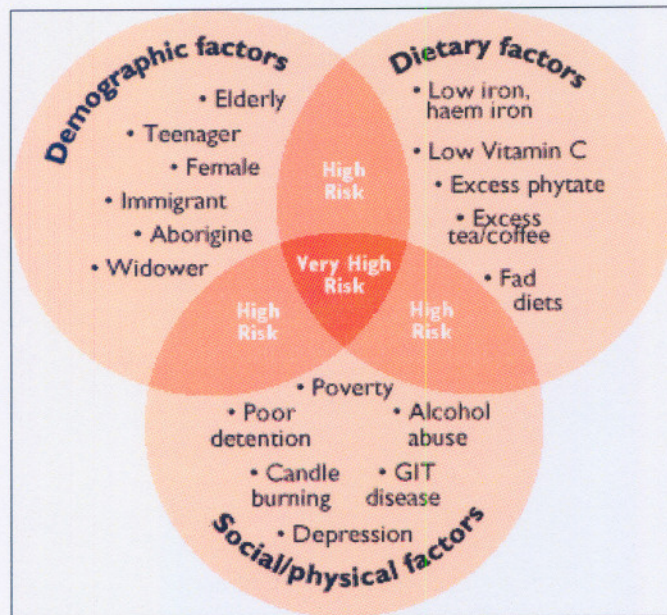 Demographic factors
• Elderly
• Teenager
• Female
• Immigrant
• Aborigine
• Widower
Dietary factors
• Low iron,
haem iron
• Low Vitamin C
• Excess phytate
• Excess
tea/coffee
• Fad
diets
High
Risk
Very High
Risk
High
Risk
High
Risk
• Poverty
• Poor
detention
• Alcohol
abuse
• Candle
burning
• GIT
disease
• Depression
Social/physical factors